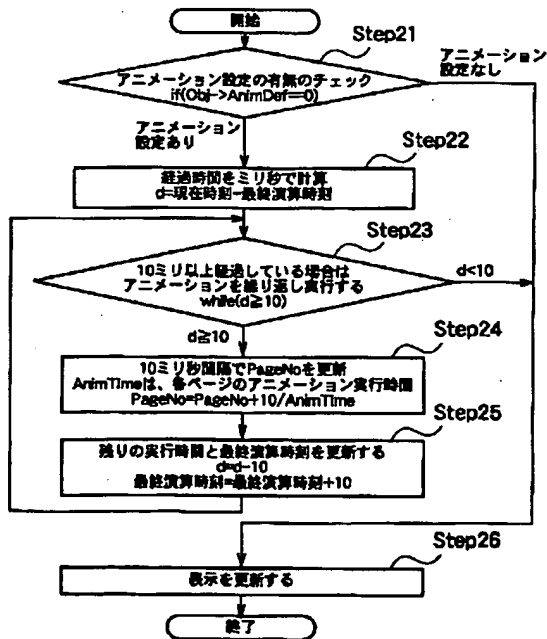 開始
Step21
アニメーション
設定なし
アニメーション設定の有無のチェック
if(Obj->AnimDef==0)
アニメーション
設定あり
Step22
経過時間をミリ秒で計算
d=現在時刻-最終演算時刻
Step23
10ミリ以上経過している場合は
アニメーションを繰り返し実行する
while(d≧10)
d<10
d≧10
Step24
10ミリ秒間隔でPageNoを更新
AnimTimeは、各ページのアニメーション実行時間
PageNo=PageNo+10/AnimTime
Step25
残りの実行時間と最終演算時刻を更新する
d=d-10
最終演算時刻=最終演算時刻+10
Step26
表示を更新する
終了